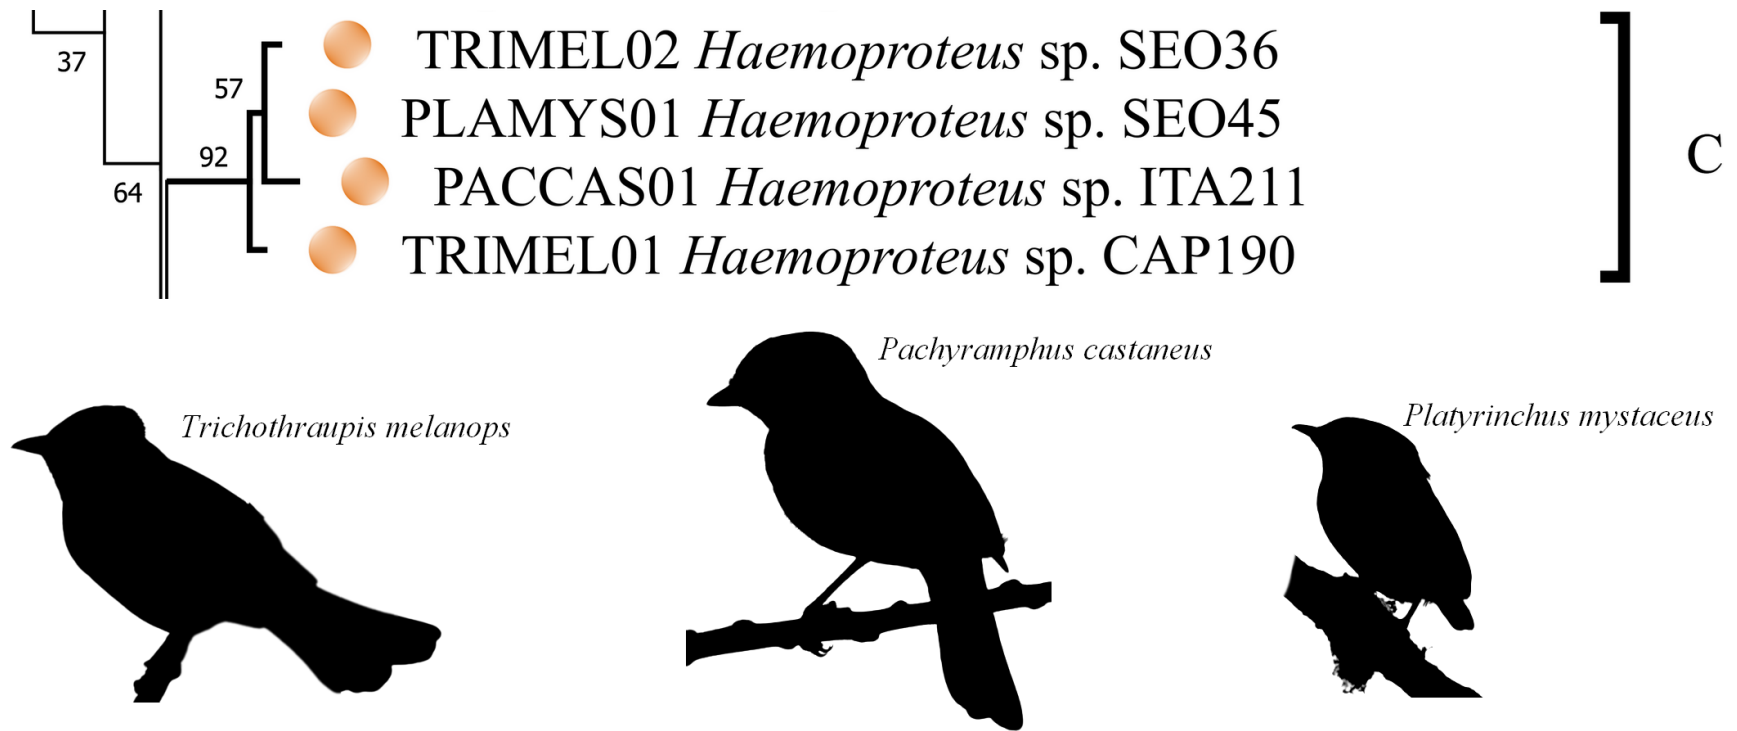 37
57
92
64
TRIMEL02 Haemoproteus sp. SEO36
PLAMYS01 Haemoproteus sp. SEO45
PACCAS01 Haemoproteus sp. ITA211
TRIMEL01 Haemoproteus sp. CAP190
C
Pachyramphus castaneus
Trichothraupis melanops
Platyrinchus mystaceus